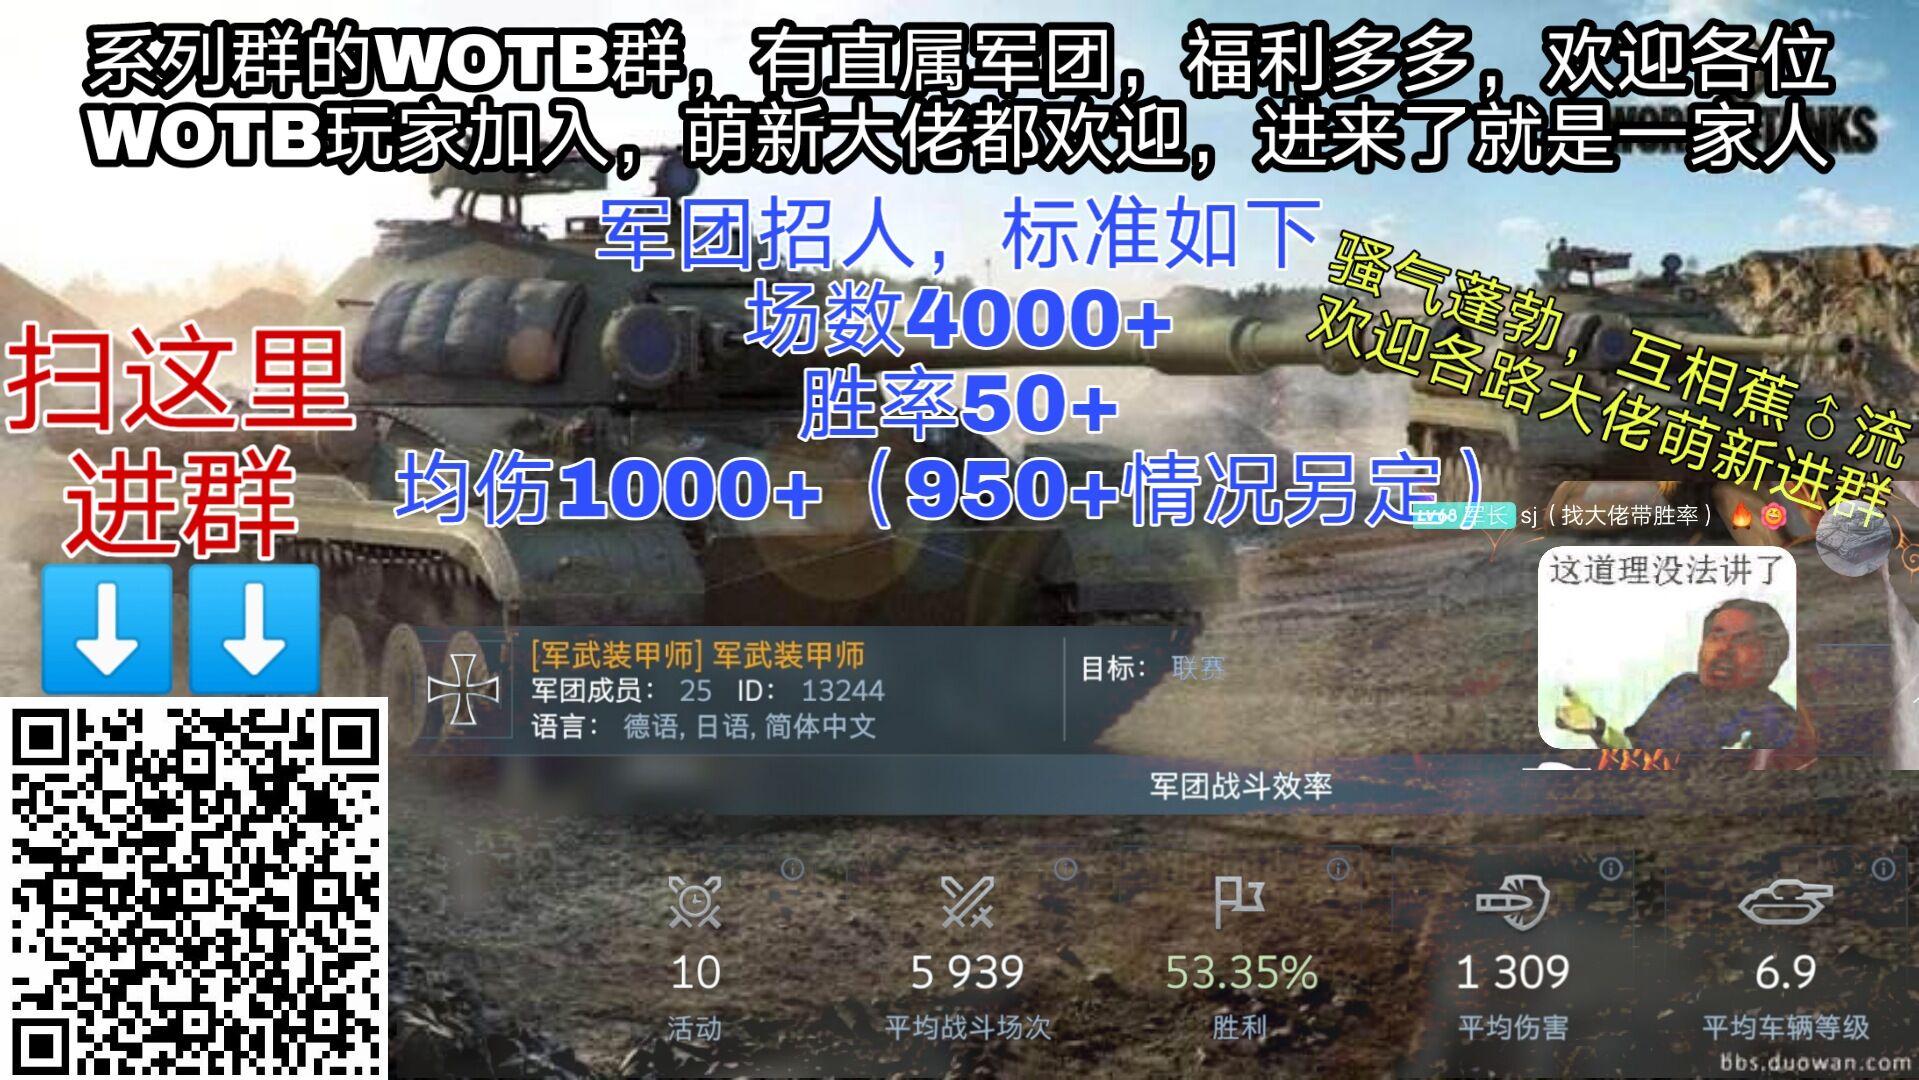 系列群的WOTB群，有直属军团，福利多多，欢迎各位
WOTB玩家加入，萌新大佬都欢迎，进来了就是一家人
军团招人，标准如下
场数4000+
胜率50+
均伤1000+（950+情况另定）
骚气蓬勃，互相蕉♂流
欢迎各路大佬萌新进群
扫这里
进群
LV68 军长 sj（找大佬带胜率）
这道理没法讲了
[军武装甲师] 军武装甲师
军团成员： 25 ID： 13244
语言： 德语, 日语, 简体中文
目标： 联赛
军团战斗效率
10
5 939
53.35%
1 309
6.9
活动
平均战斗场次
胜利
平均伤害
平均车辆等级
bbs.duowan.com